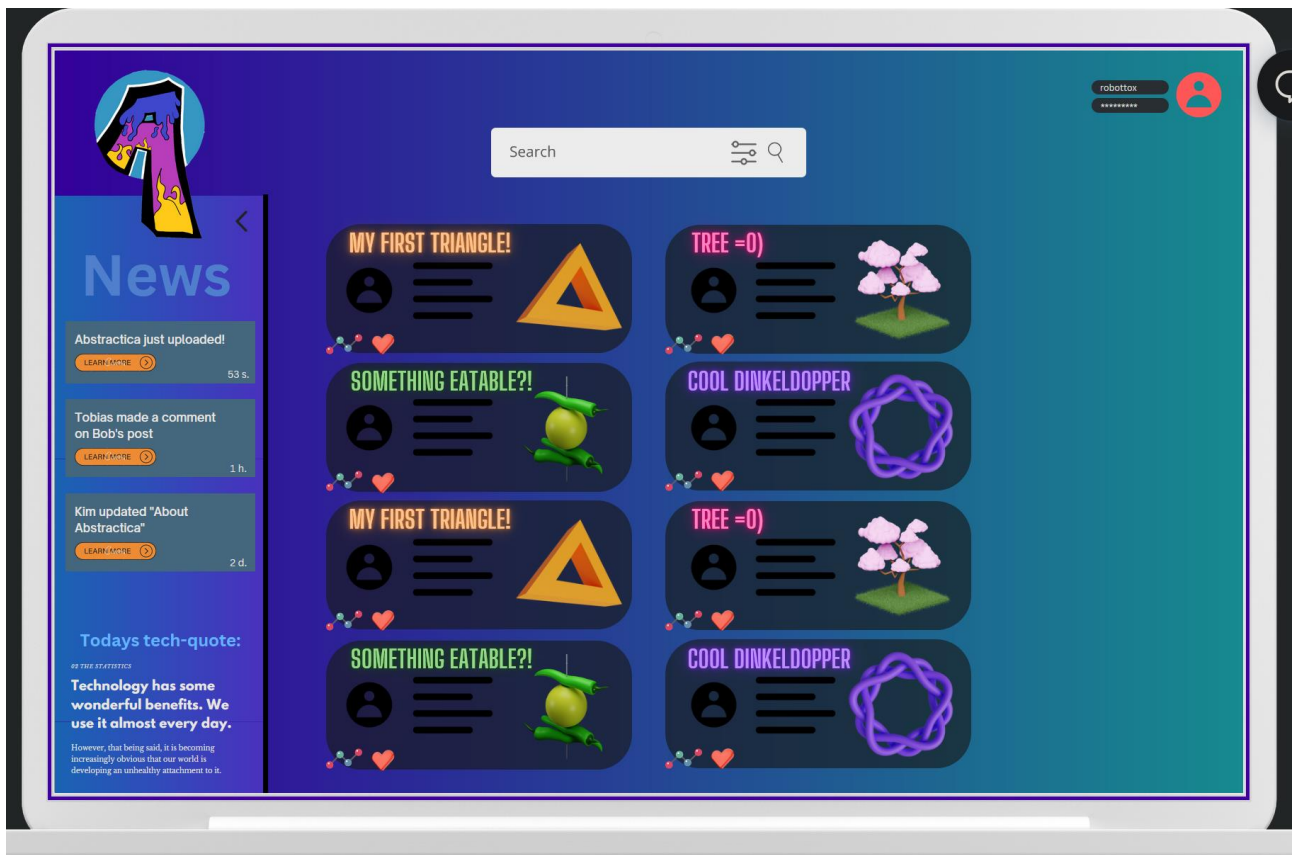 robottox
*********
Search
News
Abstractica just uploaded!
LEARN MORE
53 s.
Tobias made a comment
on Bob's post
LEARN MORE
1 h.
Kim updated "About
Abstractica"
LEARN MORE
2 d.
Todays tech-quote:
02 THE STATISTICS
Technology has some
wonderful benefits. We
use it almost every day.
However, that being said, it is becoming
increasingly obvious that our world is
developing an unhealthy attachment to it.
MY FIRST TRIANGLE!
TREE =0)
SOMETHING EATABLE?!
COOL DINKELDOPPER
MY FIRST TRIANGLE!
TREE =0)
SOMETHING EATABLE?!
COOL DINKELDOPPER